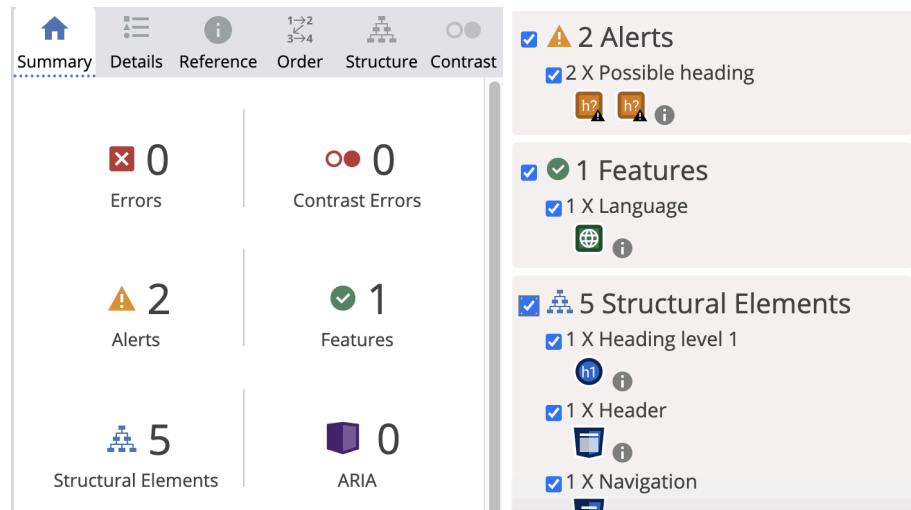 1→2
3→4
Summary Details Reference Order Structure Contrast
0
Errors
0
Contrast Errors
2
Alerts
1
Features
5
Structural Elements
0
ARIA
2 Alerts
2 X Possible heading
h? h? i
1 Features
1 X Language
i
5 Structural Elements
1 X Heading level 1
h1 i
1 X Header
i
1 X Navigation